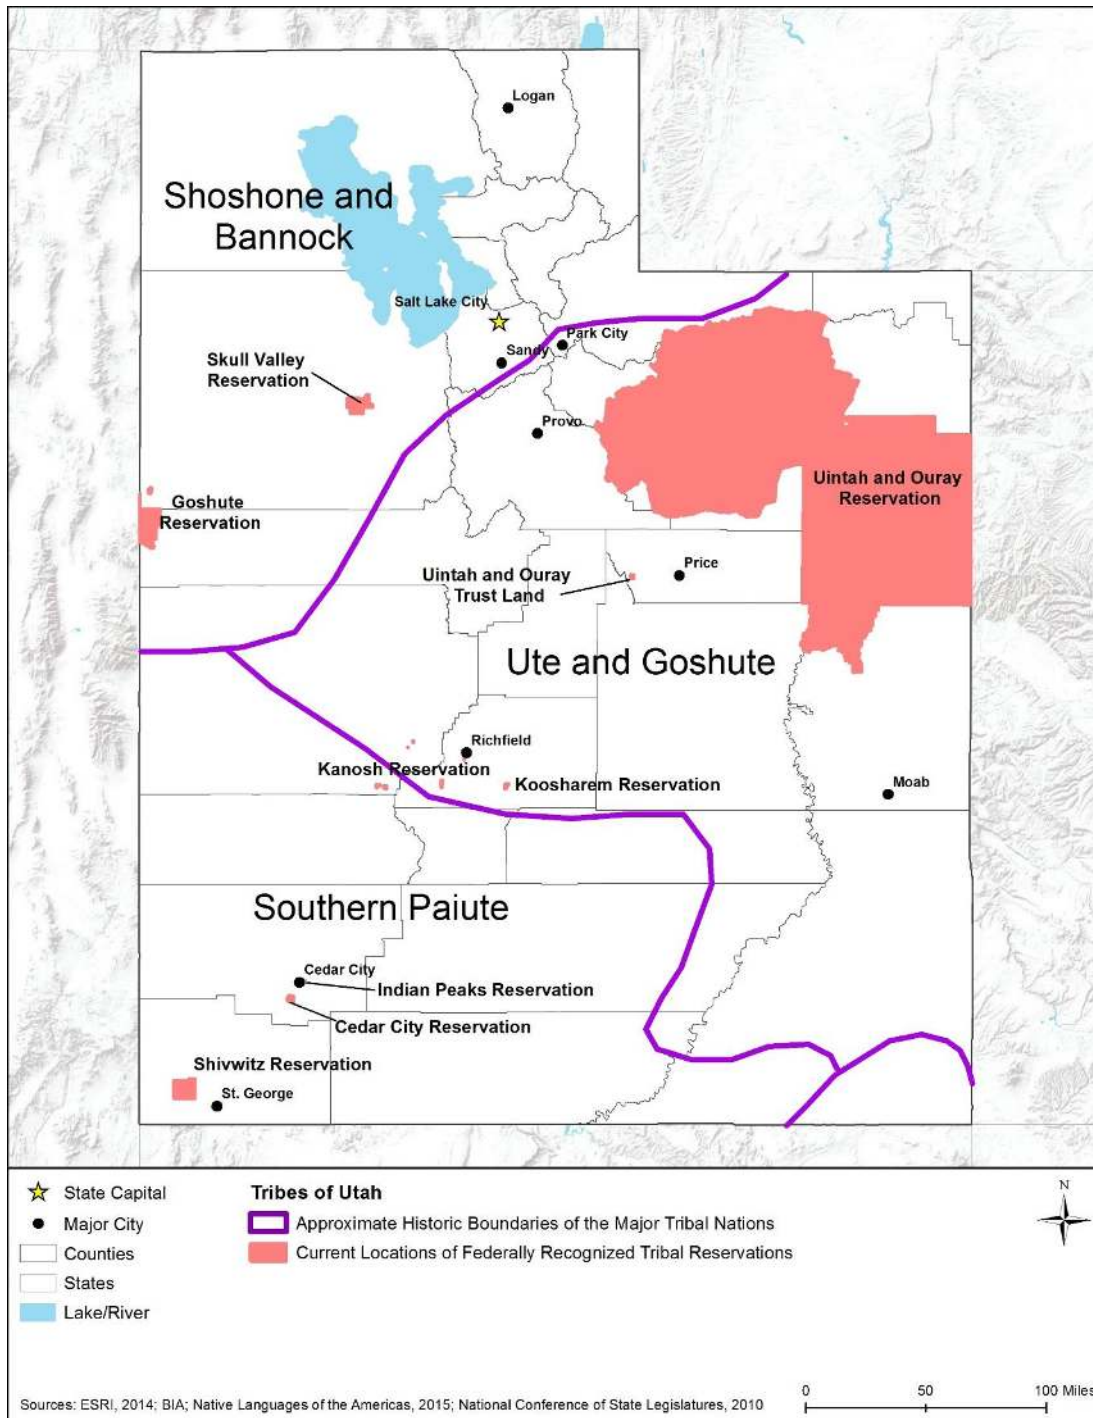 Logan
Shoshone and
Bannock
Salt Lake City
Park City
Sandy
Skull Valley
Reservation
Provo
Uintah and Ouray
Reservation
Goshute
Reservation
Uintah and Ouray
Trust Land
Price
Ute and Goshute
Richfield
Kanosh Reservation
Koosharem Reservation
Moab
Southern Paiute
Cedar City
Indian Peaks Reservation
Cedar City Reservation
Shivwitz Reservation
St. George
State Capital
Major City
Counties
States
Lake/River
Tribes of Utah
Approximate Historic Boundaries of the Major Tribal Nations
Current Locations of Federally Recognized Tribal Reservations
N
0 50 100 Miles
Sources: ESRI, 2014; BIA; Native Languages of the Americas, 2015; National Conference of State Legislatures, 2010